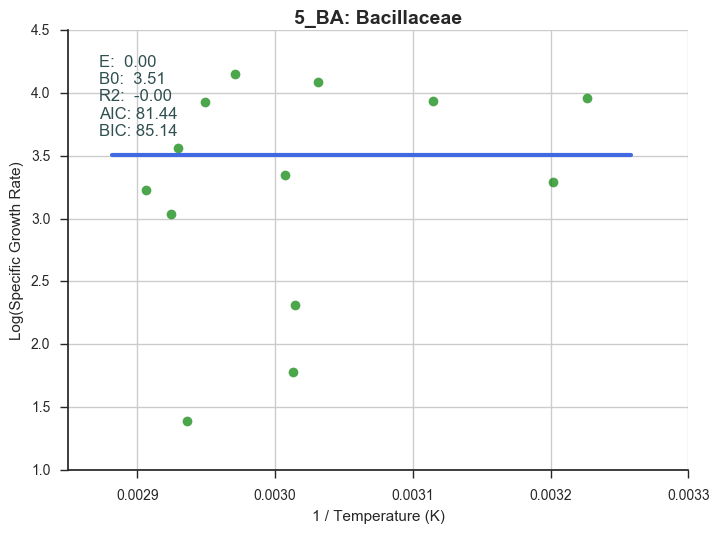 5_BA: Bacillaceae
E:  0.00
B0:  3.51
R2:  -0.00
AIC: 81.44
BIC: 85.14
4.5
4.0
3.5
3.0
2.5
2.0
1.5
1.0
Log(Specific Growth Rate)
0.0029 0.0030 0.0031 0.0032 0.0033
1 / Temperature (K)